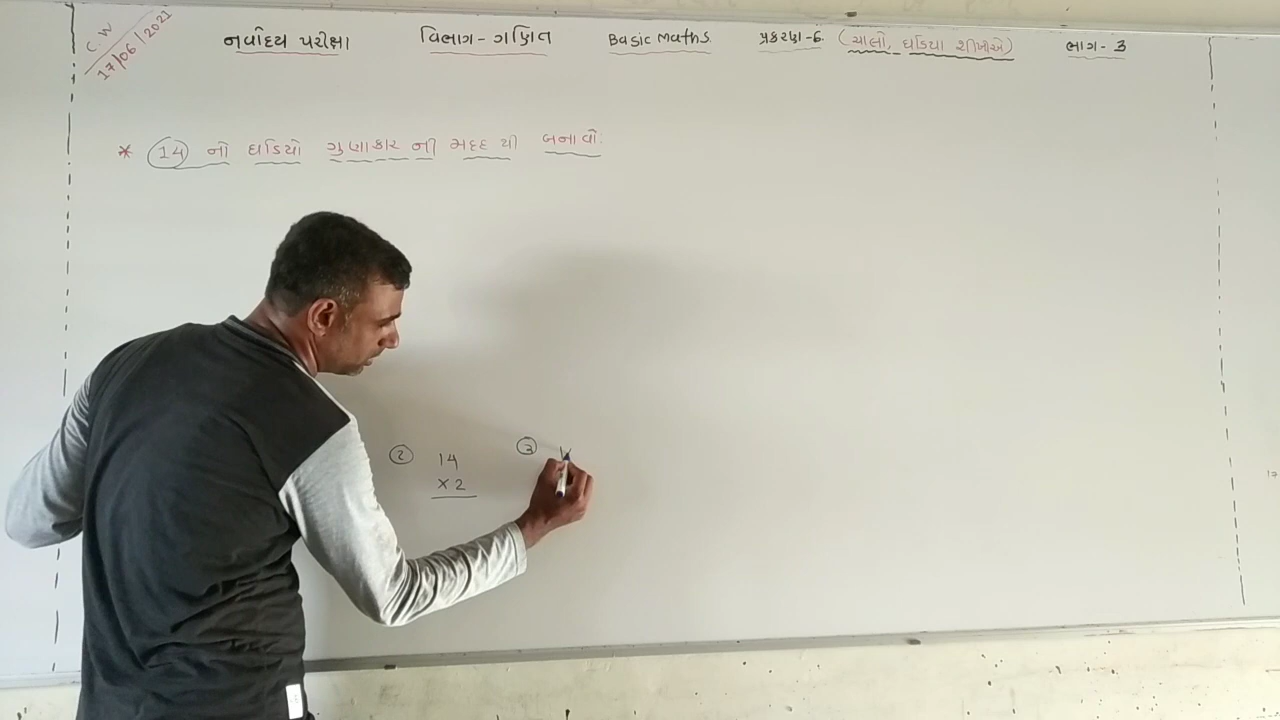 C.W
17/06/2021
નવોદય પરીક્ષા વિભાગ - ગણિત Basic Maths. પ્રકરણ-6 (ચાલો, ઘડિયા શીખીએ) ભાગ - 3
* 14 નો ઘડિયો ગુણાકાર ની મદદ થી બનાવો.
2 14 3
×2